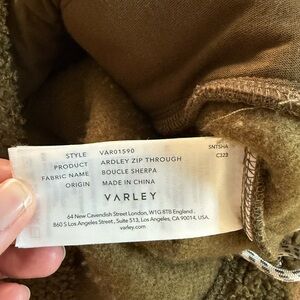 STYLE VAR01590
PRODUCT ARDLEY ZIP THROUGH
FABRIC NAME BOUCLE SHERPA
ORIGIN MADE IN CHINA
SNTSHA
C323
VARLEY
64 New Cavendish Street London, W1G 8TB England.
860 S Los Angeles Street, Suite 513, Los Angeles, CA 90014, USA.
varley.com